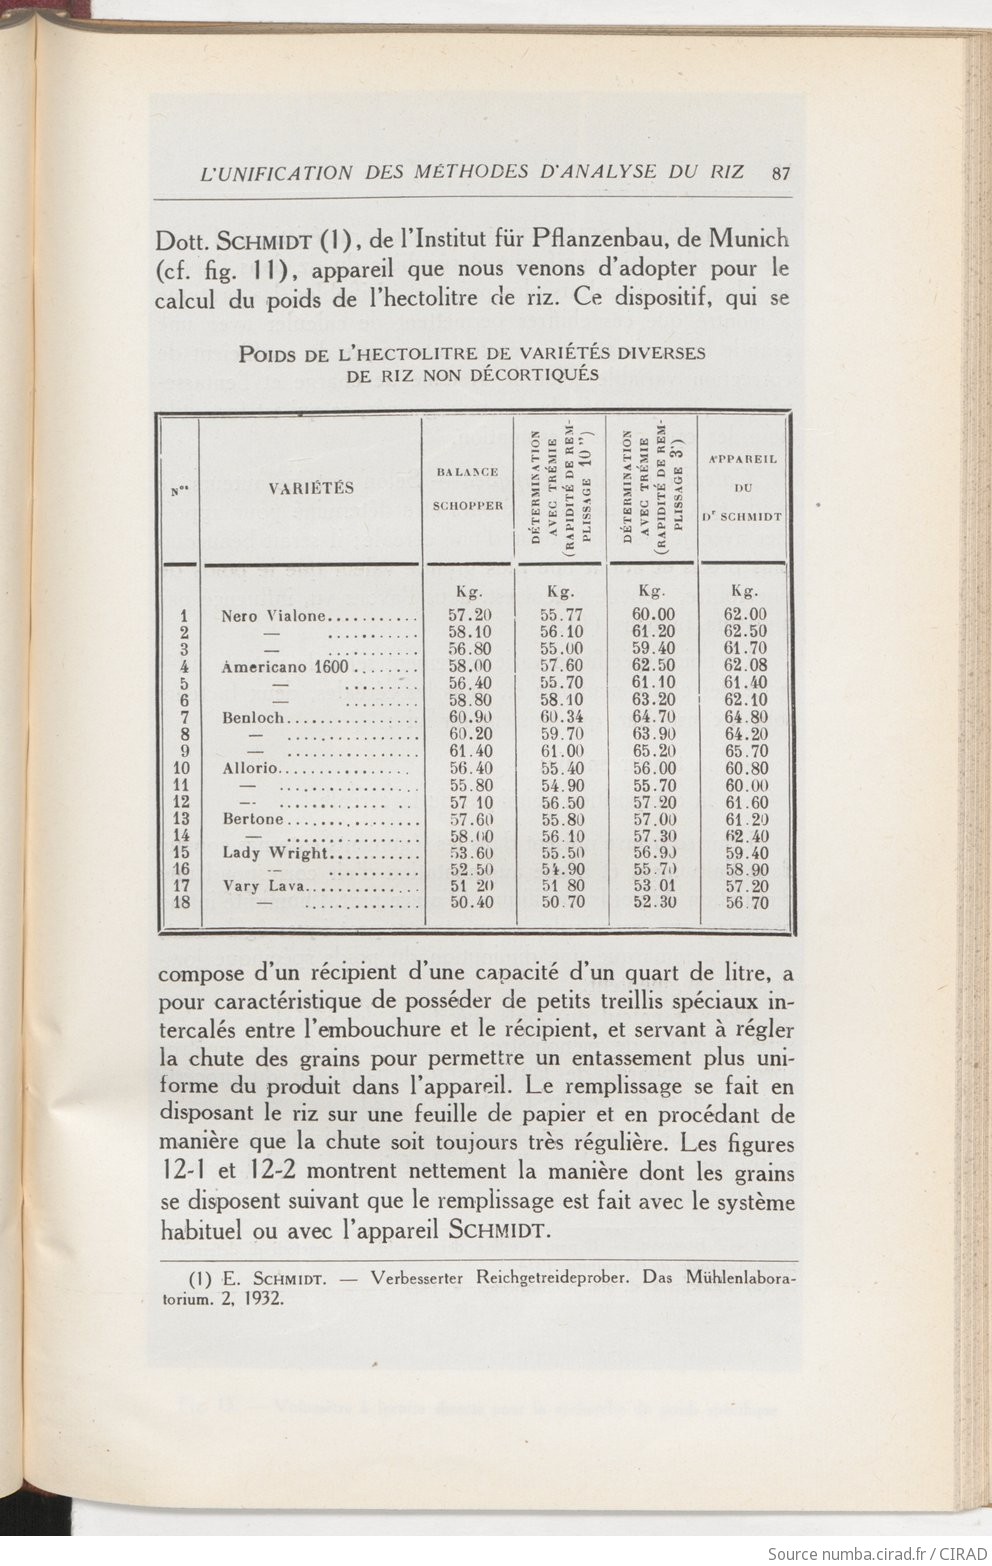 L'UNIFICATION DES MÉTHODES D'ANALYSE DU RIZ 87
Dott. SCHMIDT (1), de l'Institut für Pflanzenbau, de Munich
(cf. fig. 11), appareil que nous venons d'adopter pour le
calcul du poids de l'hectolitre de riz. Ce dispositif, qui se
POIDS DE L'HECTOLITRE DE VARIÉTÉS DIVERSES
DE RIZ NON DÉCORTIQUÉS
Nos VARIÉTÉS BALANCE SCHOPPER DÉTERMINATION AVEC TRÉMIE (RAPIDITÉ DE REM-PLISSAGE 10") DÉTERMINATION AVEC TRÉMIE (RAPIDITÉ DE REM-PLISSAGE 3') APPAREIL DU Dr SCHMIDT
Kg. Kg. Kg. Kg.
1 Nero Vialone........... 57.20 55.77 60.00 62.00
2 — ........... 58.10 56.10 61.20 62.50
3 — ........... 56.80 55.00 59.40 61.70
4 Americano 1600........ 58.00 57.60 62.50 62.08
5 — ......... 56.40 55.70 61.10 61.40
6 — ......... 58.80 58.10 63.20 62.10
7 Benloch................ 60.90 60.34 64.70 64.80
8 — ................ 60.20 59.70 63.90 64.20
9 — ................ 61.40 61.00 65.20 65.70
10 Allorio................ 56.40 55.40 56.00 60.80
11 — ................. 55.80 54.90 55.70 60.00
12 — ............. .. 57 10 56.50 57.20 61.60
13 Bertone................ 57.60 55.80 57.00 61.20
14 — ................ 58.00 56.10 57.30 62.40
15 Lady Wright........... 53.60 55.50 56.90 59.40
16 — ........... 52.50 54.90 55.70 58.90
17 Vary Lava.............. 51 20 51 80 53 01 57.20
18 — .............. 50.40 50.70 52.30 56.70
compose d'un récipient d'une capacité d'un quart de litre, a
pour caractéristique de posséder de petits treillis spéciaux in-
tercalés entre l'embouchure et le récipient, et servant à régler
la chute des grains pour permettre un entassement plus uni-
forme du produit dans l'appareil. Le remplissage se fait en
disposant le riz sur une feuille de papier et en procédant de
manière que la chute soit toujours très régulière. Les figures
12-1 et 12-2 montrent nettement la manière dont les grains
se disposent suivant que le remplissage est fait avec le système
habituel ou avec l'appareil SCHMIDT.
(1) E. SCHMIDT. — Verbesserter Reichgetreideprober. Das Mühlenlabora-
torium. 2, 1932.
Source numba.cirad.fr / CIRAD